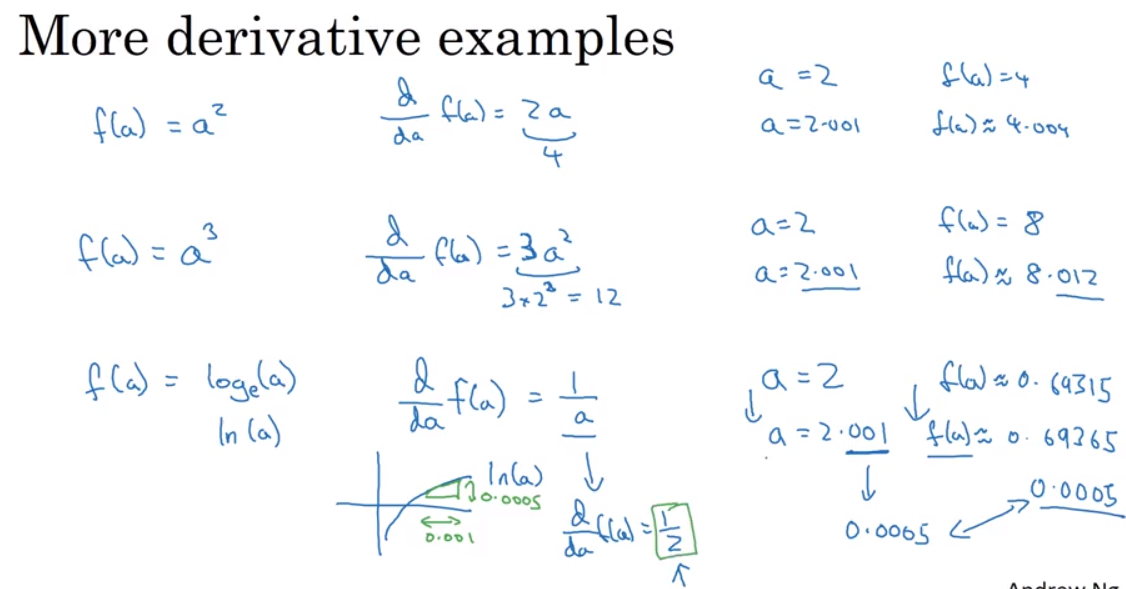 More derivative examples
f(a) = a² d/da f(a) = 2a a = 2 f(a) = 4
4 a = 2.001 f(a) ≈ 4.004
f(a) = a³ d/da f(a) = 3a² a = 2 f(a) = 8
3×2³ = 12 a = 2.001 f(a) ≈ 8.012
f(a) = logₑ(a) d/da f(a) = 1/a a = 2 f(a) ≈ 0.69315
ln(a) a = 2.001 f(a) ≈ 0.69365
ln(a) ↓ ↓ 0.0005
0.0005 d/da f(a) = 1/2 0.0005
0.001
Andrew Ng